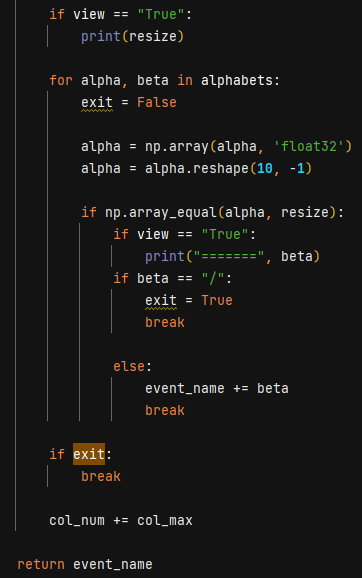 if view == "True":
print(resize)
for alpha, beta in alphabets:
exit = False
alpha = np.array(alpha, 'float32')
alpha = alpha.reshape(10, -1)
if np.array_equal(alpha, resize):
if view == "True":
print("=======", beta)
if beta == "/":
exit = True
break
else:
event_name += beta
break
if exit:
break
col_num += col_max
return event_name